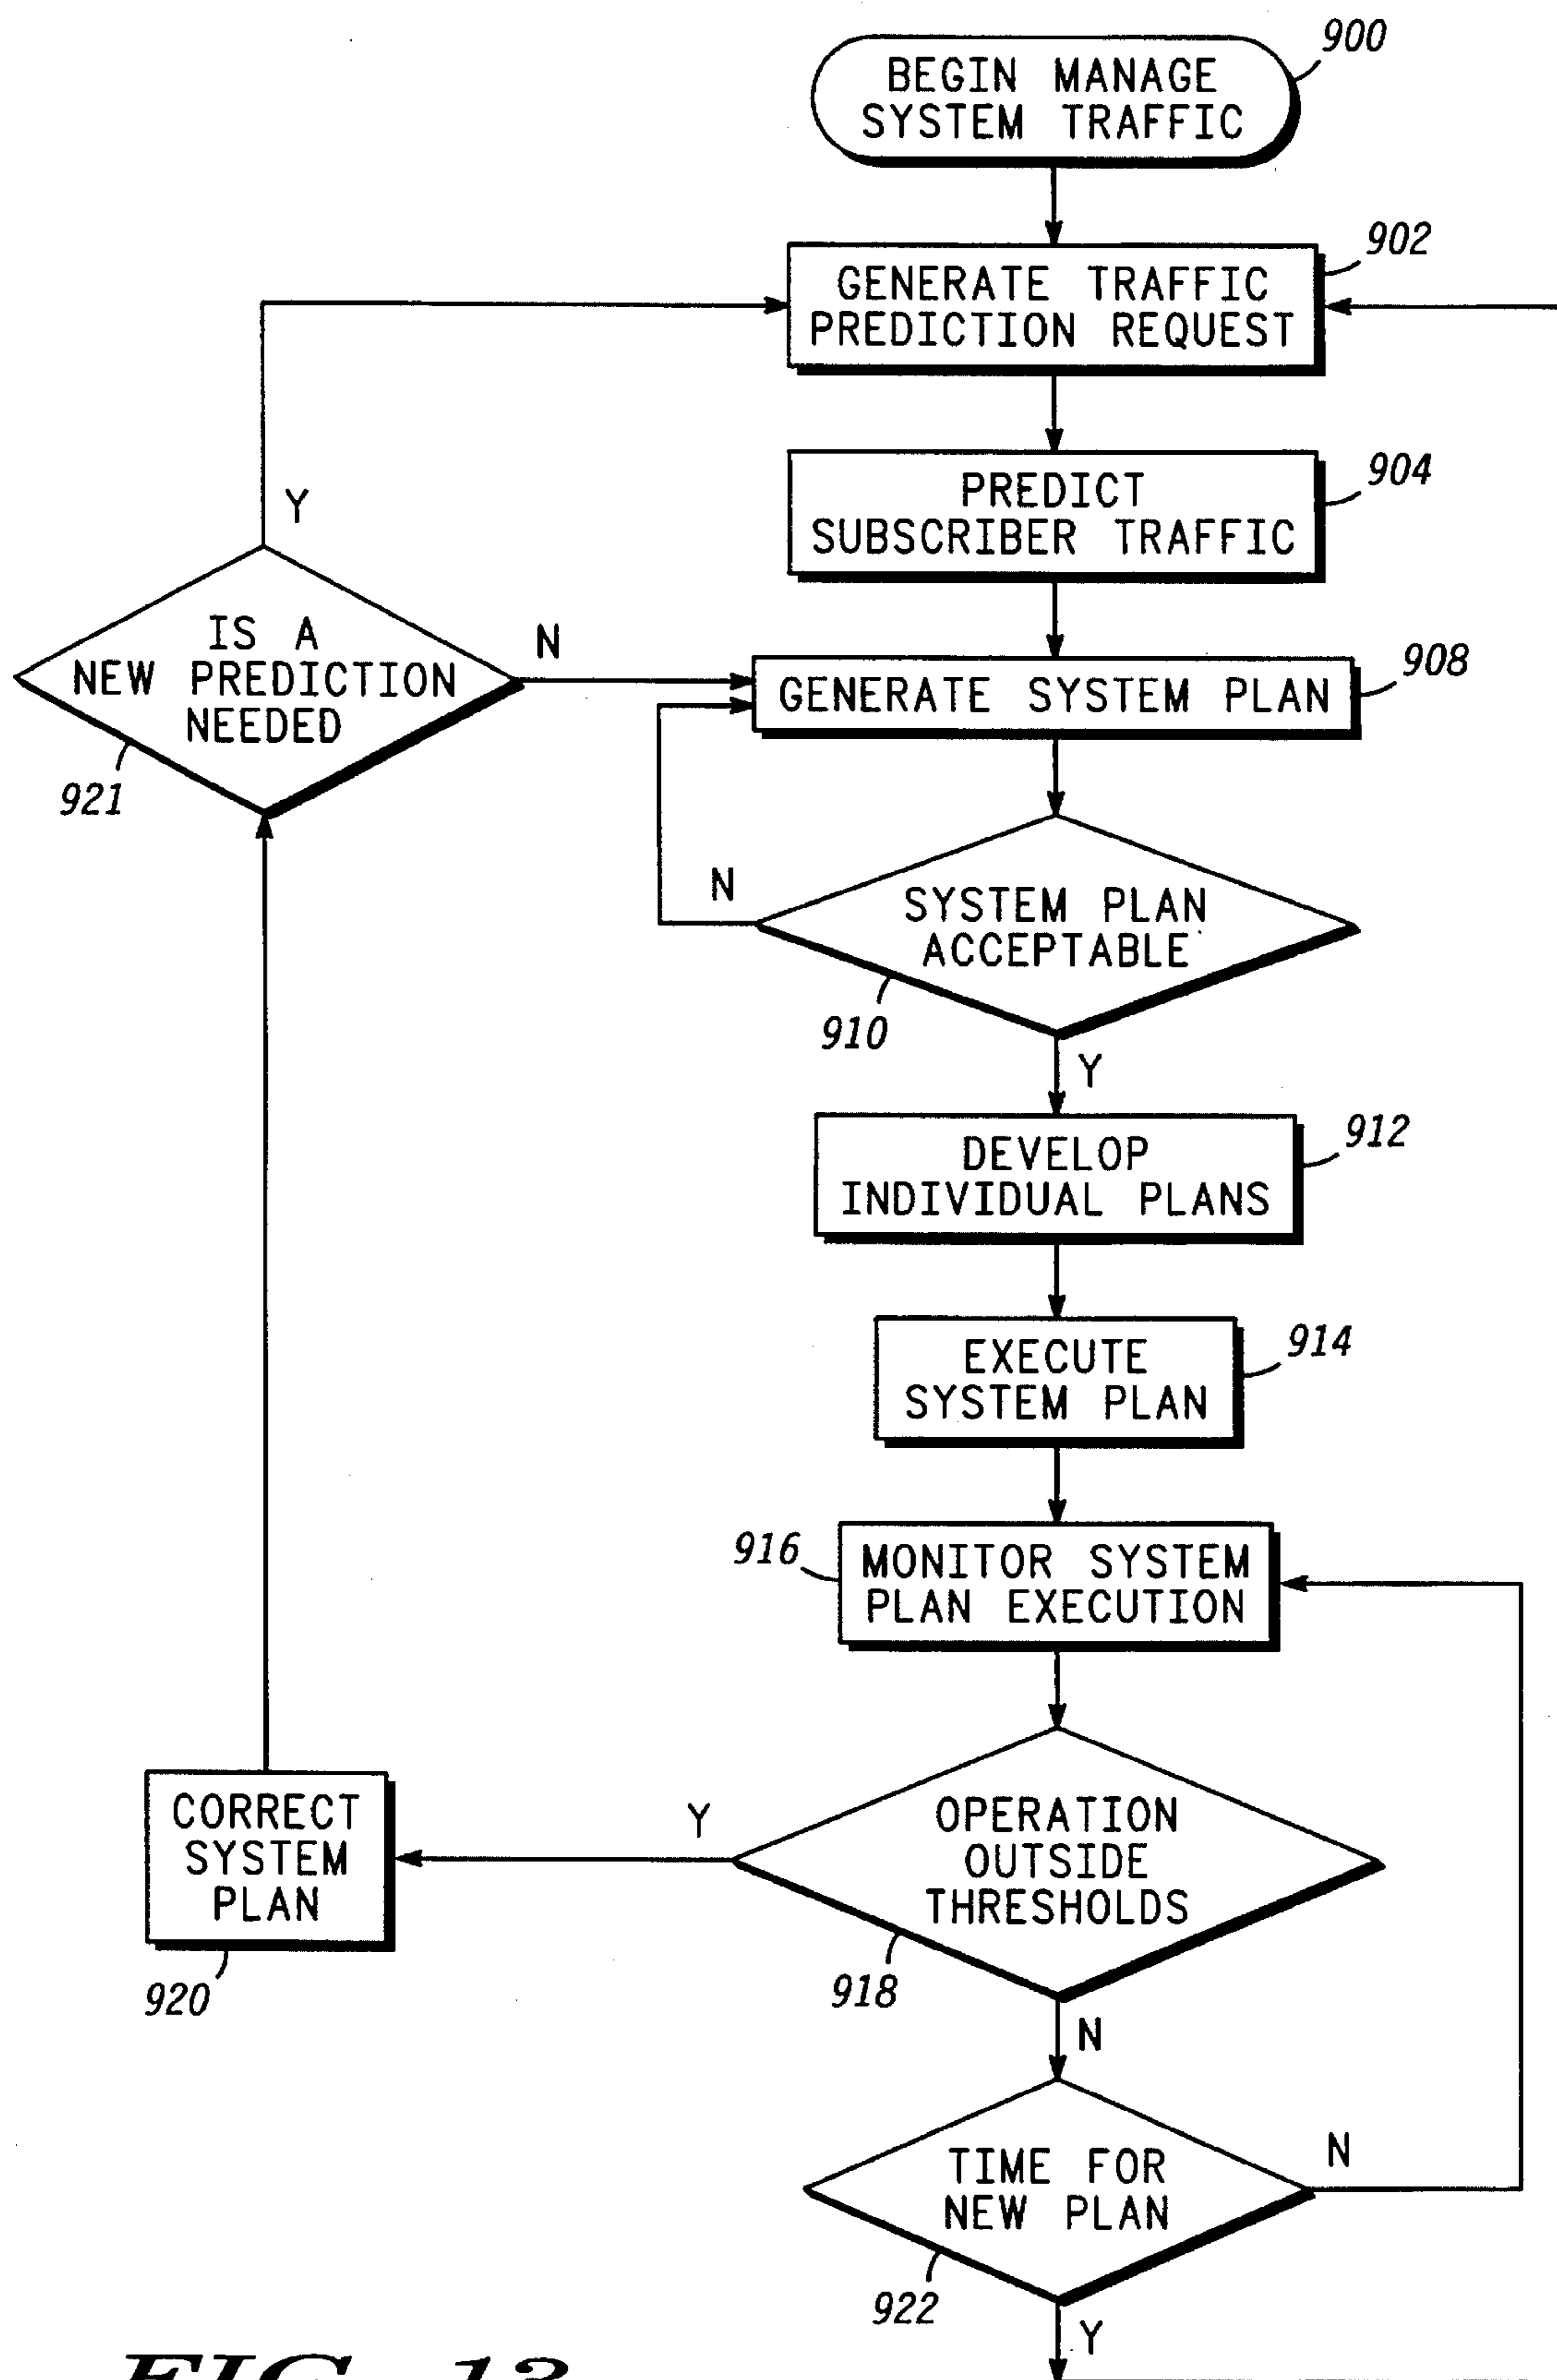 900
BEGIN MANAGE
SYSTEM TRAFFIC
902
GENERATE TRAFFIC
PREDICTION REQUEST
904
PREDICT
SUBSCRIBER TRAFFIC
Y
IS A
NEW PREDICTION
NEEDED
921
N
908
GENERATE SYSTEM PLAN
N
SYSTEM PLAN
ACCEPTABLE
910
Y
912
DEVELOP
INDIVIDUAL PLANS
914
EXECUTE
SYSTEM PLAN
916
MONITOR SYSTEM
PLAN EXECUTION
CORRECT
SYSTEM
PLAN
920
Y
OPERATION
OUTSIDE
THRESHOLDS
918
N
TIME FOR
NEW PLAN
N
922
Y
FIG. 13